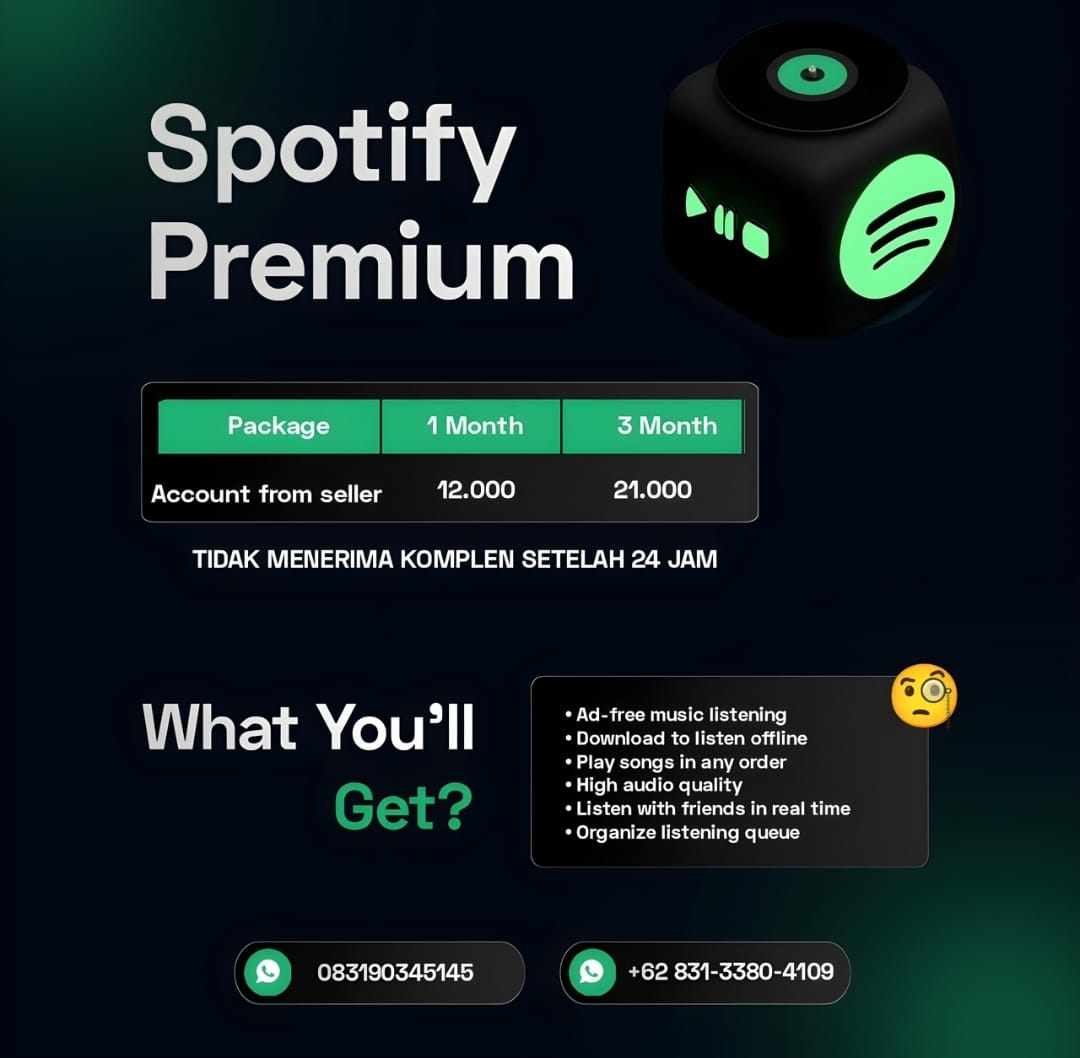 Spotify
Premium
Package 1 Month 3 Month
Account from seller 12.000 21.000
TIDAK MENERIMA KOMPLEN SETELAH 24 JAM
What You’ll
Get?
• Ad-free music listening
• Download to listen offline
• Play songs in any order
• High audio quality
• Listen with friends in real time
• Organize listening queue
083190345145
+62 831-3380-4109